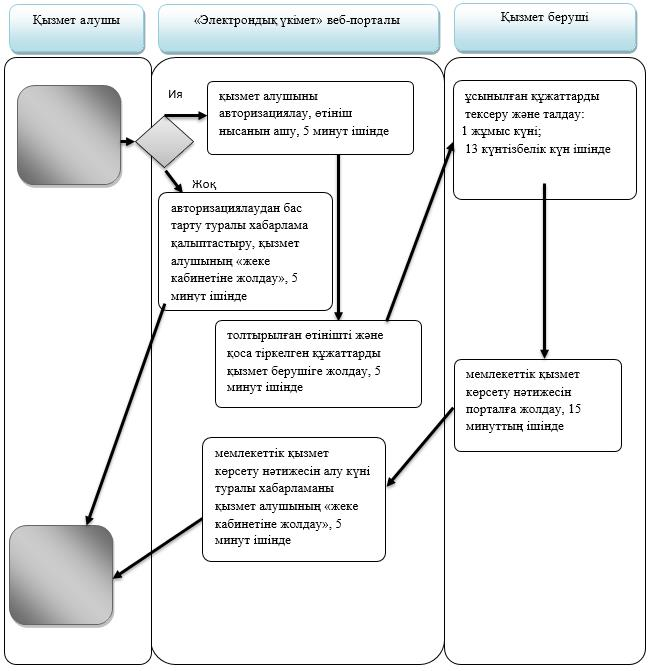 Қызмет алушы
«Электрондық үкімет» веб-порталы
Қызмет беруші
Ия
қызмет алушыны
авторизациялау, өтініш
нысанын ашу, 5 минут ішінде
ұсынылған құжаттарды
тексеру және талдау:
1 жұмыс күні;
13 күнтізбелік күн ішінде
Жоқ
авторизациялаудан бас
тарту туралы хабарлама
қалыптастыру, қызмет
алушының «жеке
кабинетіне жолдау», 5
минут ішінде
толтырылған өтінішті және
қоса тіркелген құжаттарды
қызмет берушіге жолдау, 5
минут ішінде
мемлекеттік қызмет
көрсету нәтижесін
порталға жолдау, 15
минуттың ішінде
мемлекеттік қызмет
көрсету нәтижесін алу күні
туралы хабарламаны
қызмет алушының «жеке
кабинетіне жолдау», 5
минут ішінде